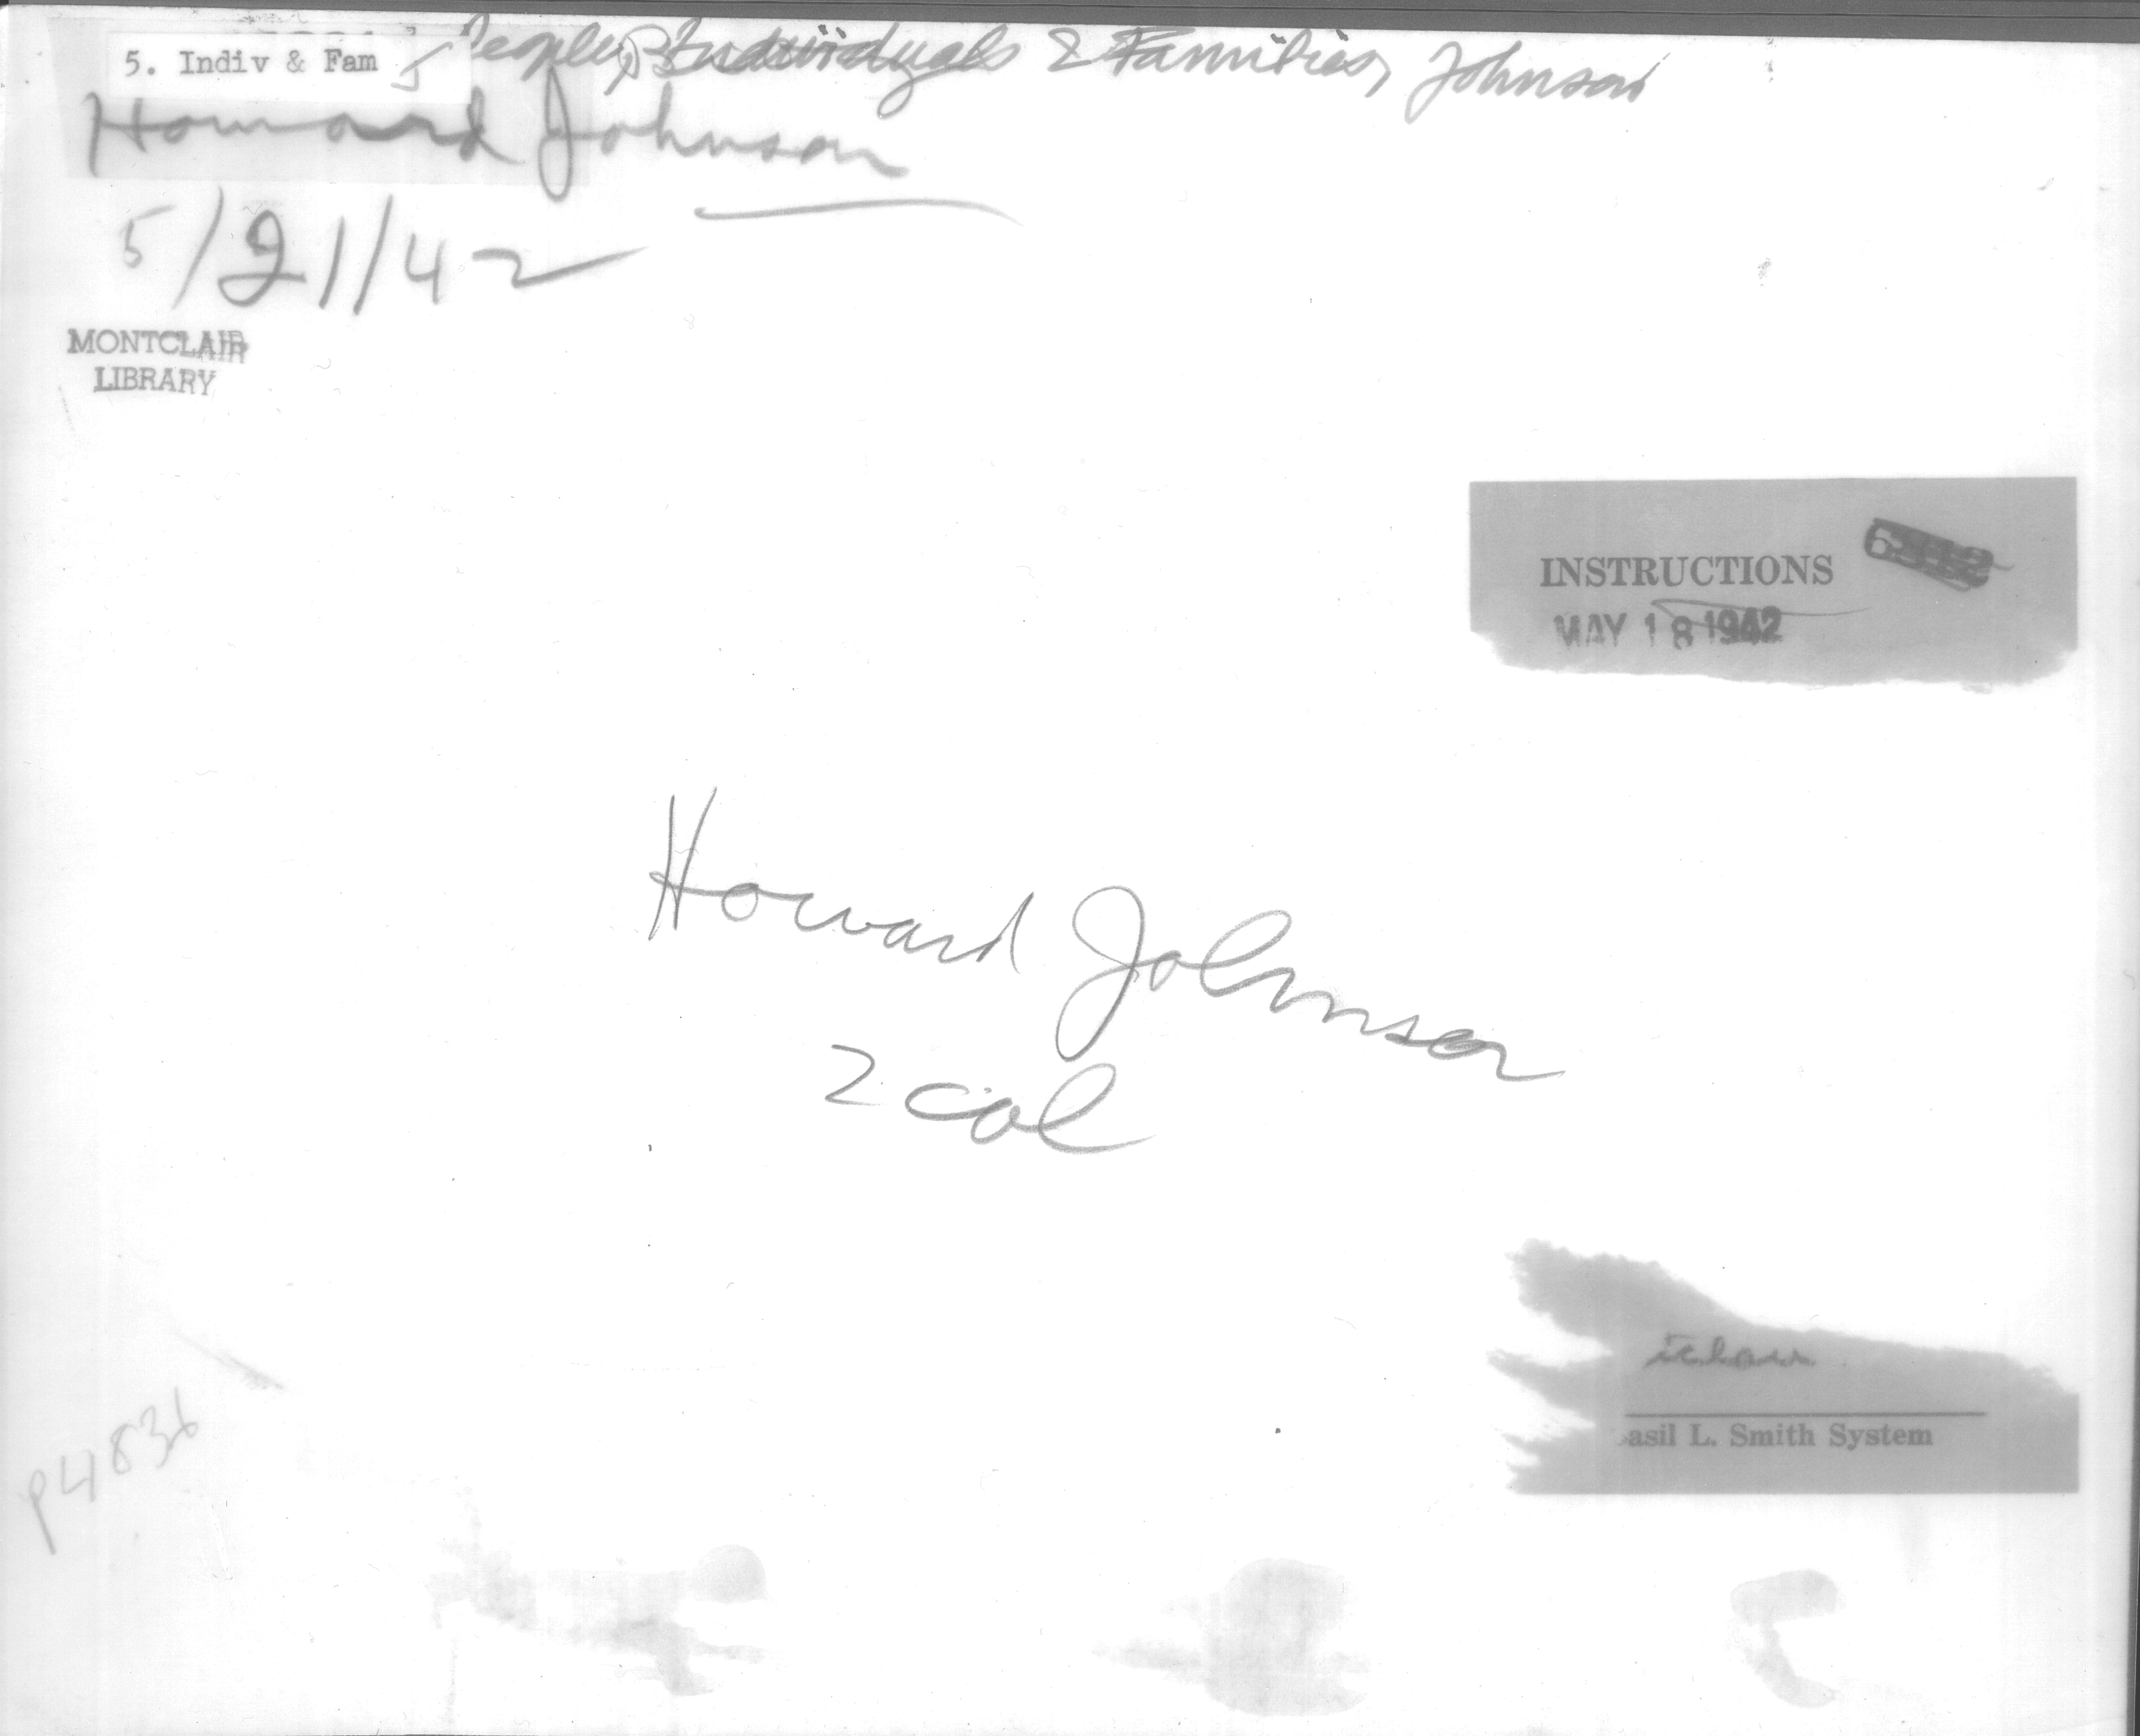 5. Indiv & Fam
5 People, Individuals & Families, Johnson
Howard Johnson
5/21/42
MONTCLAIR
LIBRARY
INSTRUCTIONS
MAY 18 1942
Howard Johnson
2 col
asil L. Smith System
P4836